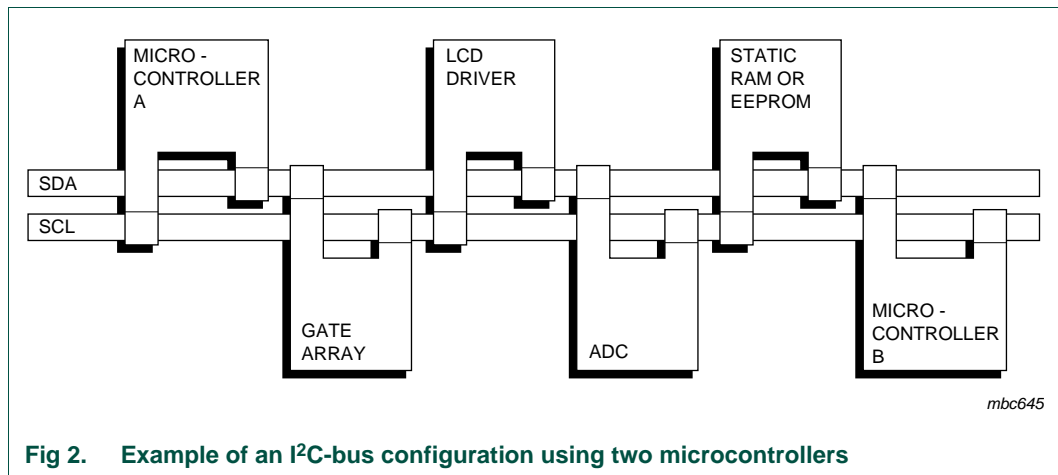 MICRO -
CONTROLLER
A
LCD
DRIVER
STATIC
RAM OR
EEPROM
SDA
SCL
GATE
ARRAY
ADC
MICRO -
CONTROLLER
B
mbc645
Fig 2. Example of an I²C-bus configuration using two microcontrollers